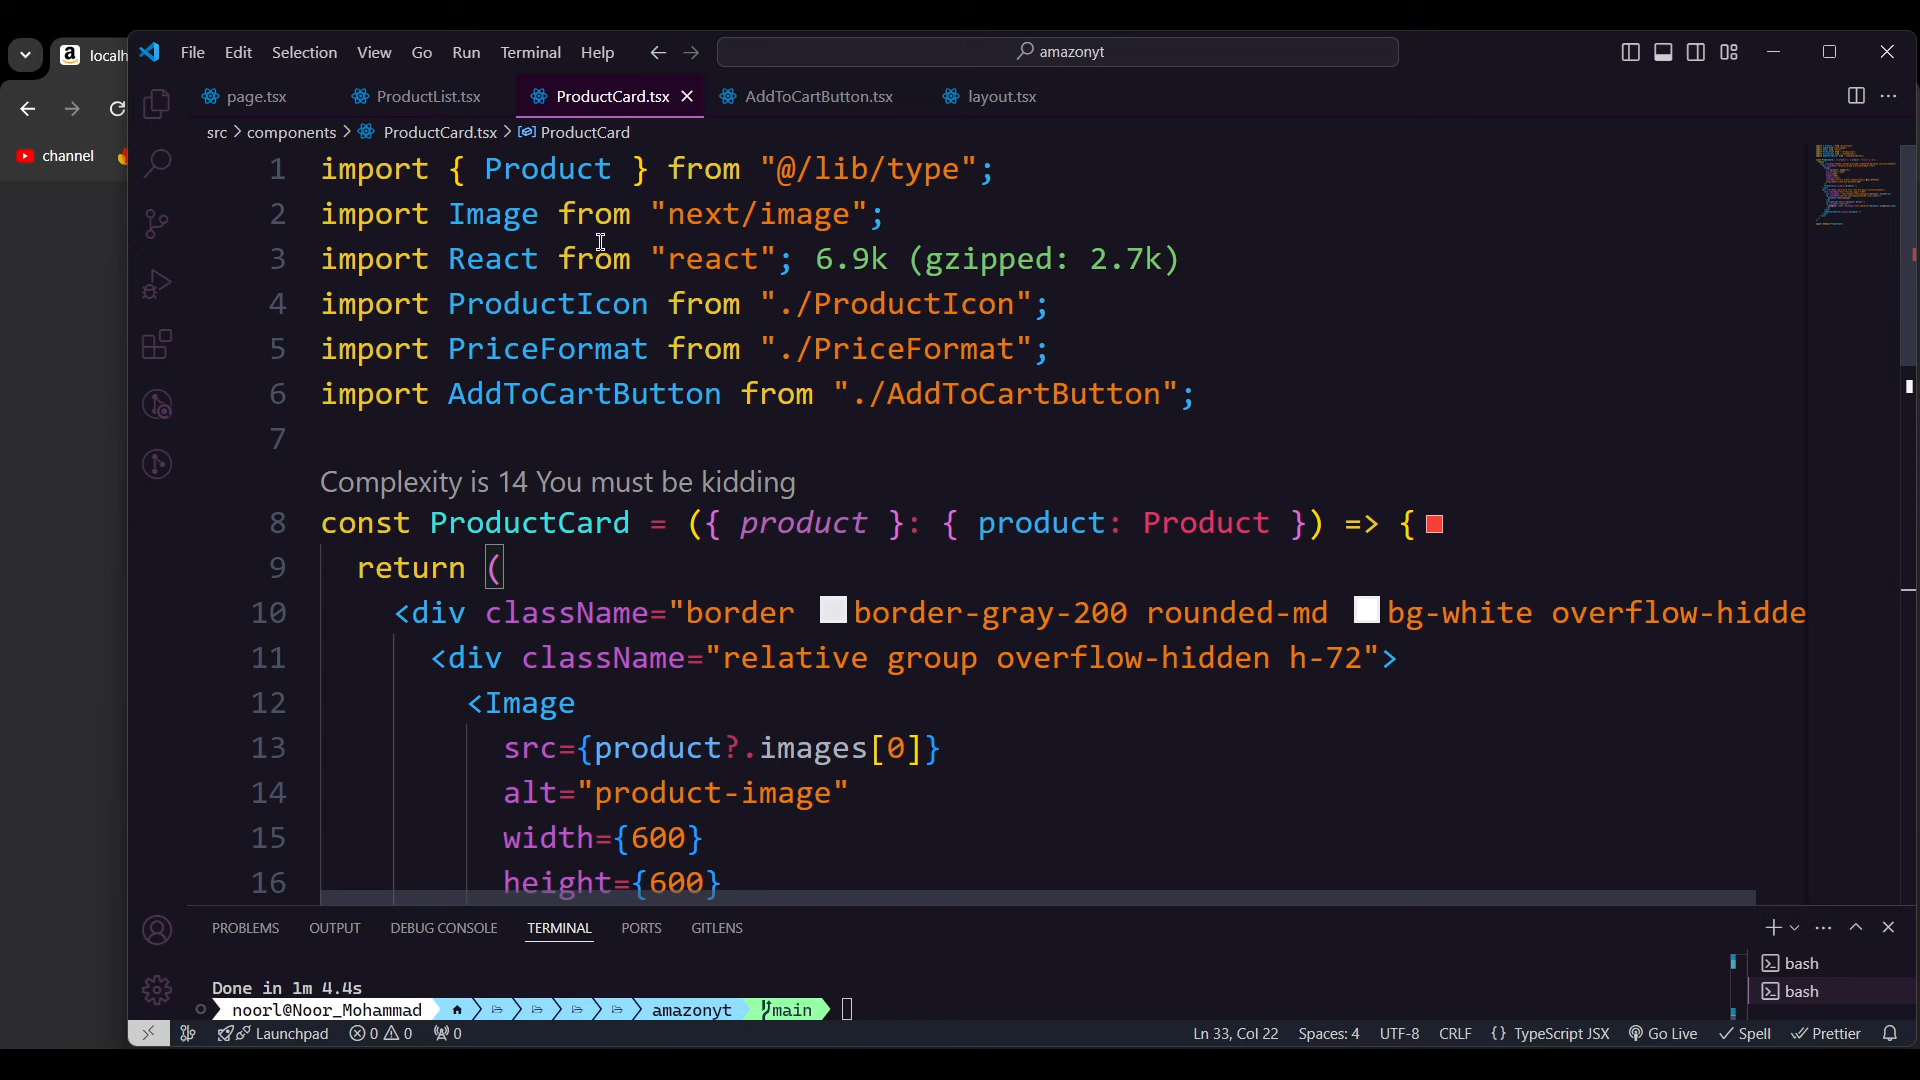 localh
File Edit Selection View Go Run Terminal Help
amazonyt
page.tsx ProductList.tsx ProductCard.tsx AddToCartButton.tsx layout.tsx
channel
src > components > ProductCard.tsx > ProductCard
1 import { Product } from "@/lib/type";
2 import Image from "next/image";
3 import React from "react"; 6.9k (gzipped: 2.7k)
4 import ProductIcon from "./ProductIcon";
5 import PriceFormat from "./PriceFormat";
6 import AddToCartButton from "./AddToCartButton";
7
Complexity is 14 You must be kidding
8 const ProductCard = ({ product }: { product: Product }) => {
9 return (
10 <div className="border border-gray-200 rounded-md bg-white overflow-hidde
11 <div className="relative group overflow-hidden h-72">
12 <Image
13 src={product?.images[0]}
14 alt="product-image"
15 width={600}
16 height={600}
PROBLEMS OUTPUT DEBUG CONSOLE TERMINAL PORTS GITLENS
bash
Done in 1m 4.4s
bash
noorl@Noor_Mohammad amazonyt main
Launchpad 0 0 0 Ln 33, Col 22 Spaces: 4 UTF-8 CRLF {} TypeScript JSX Go Live Spell Prettier